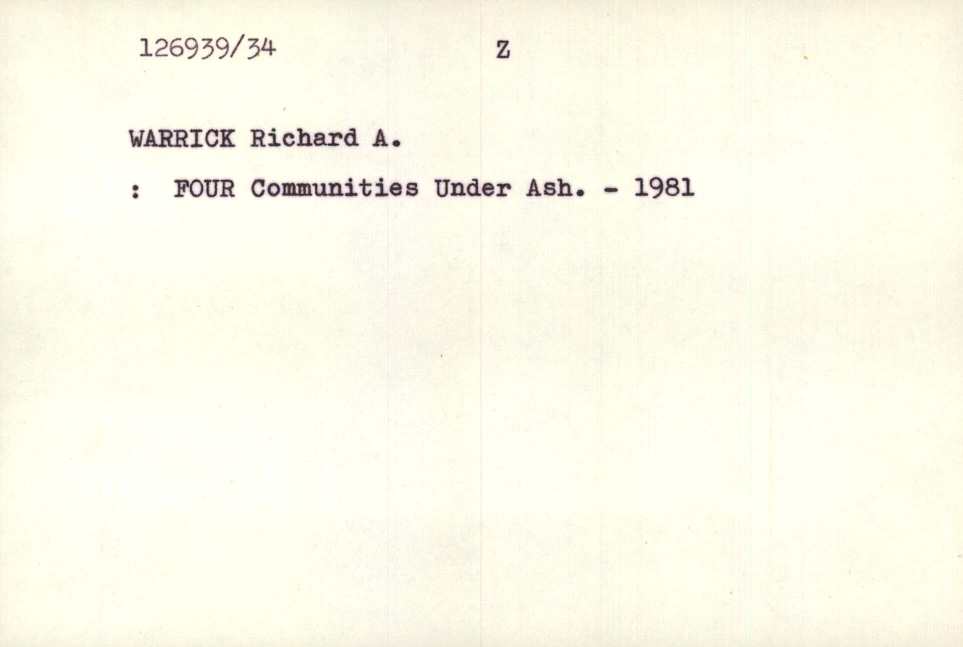 126939/34 Z
WARRICK Richard A.
: FOUR Communities Under Ash. - 1981